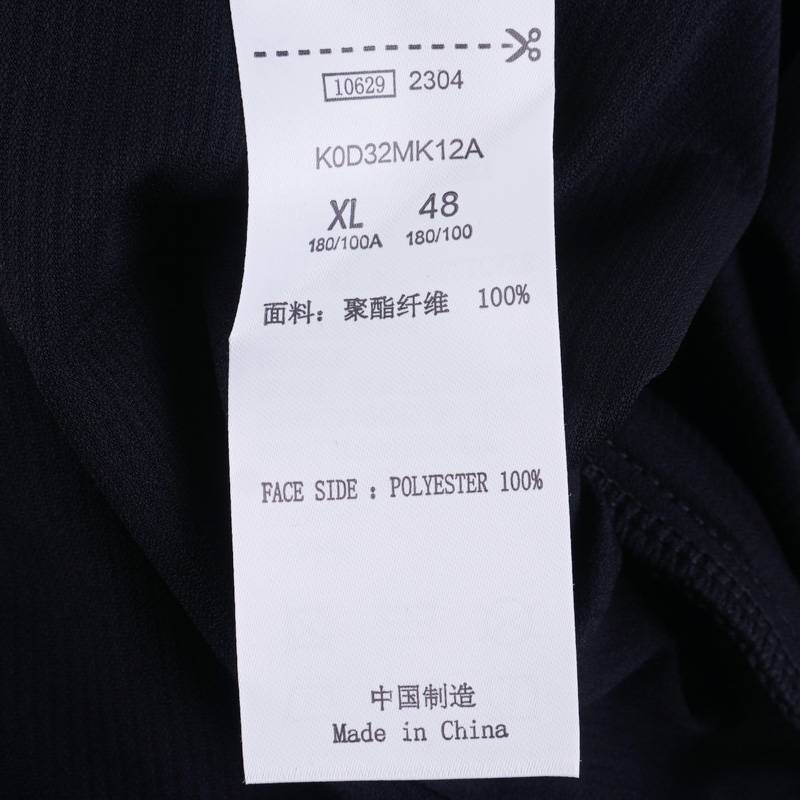 10629 2304
K0D32MK12A
XL 48
180/100A 180/100
面料：聚酯纤维 100%
FACE SIDE : POLYESTER 100%
中国制造
Made in China